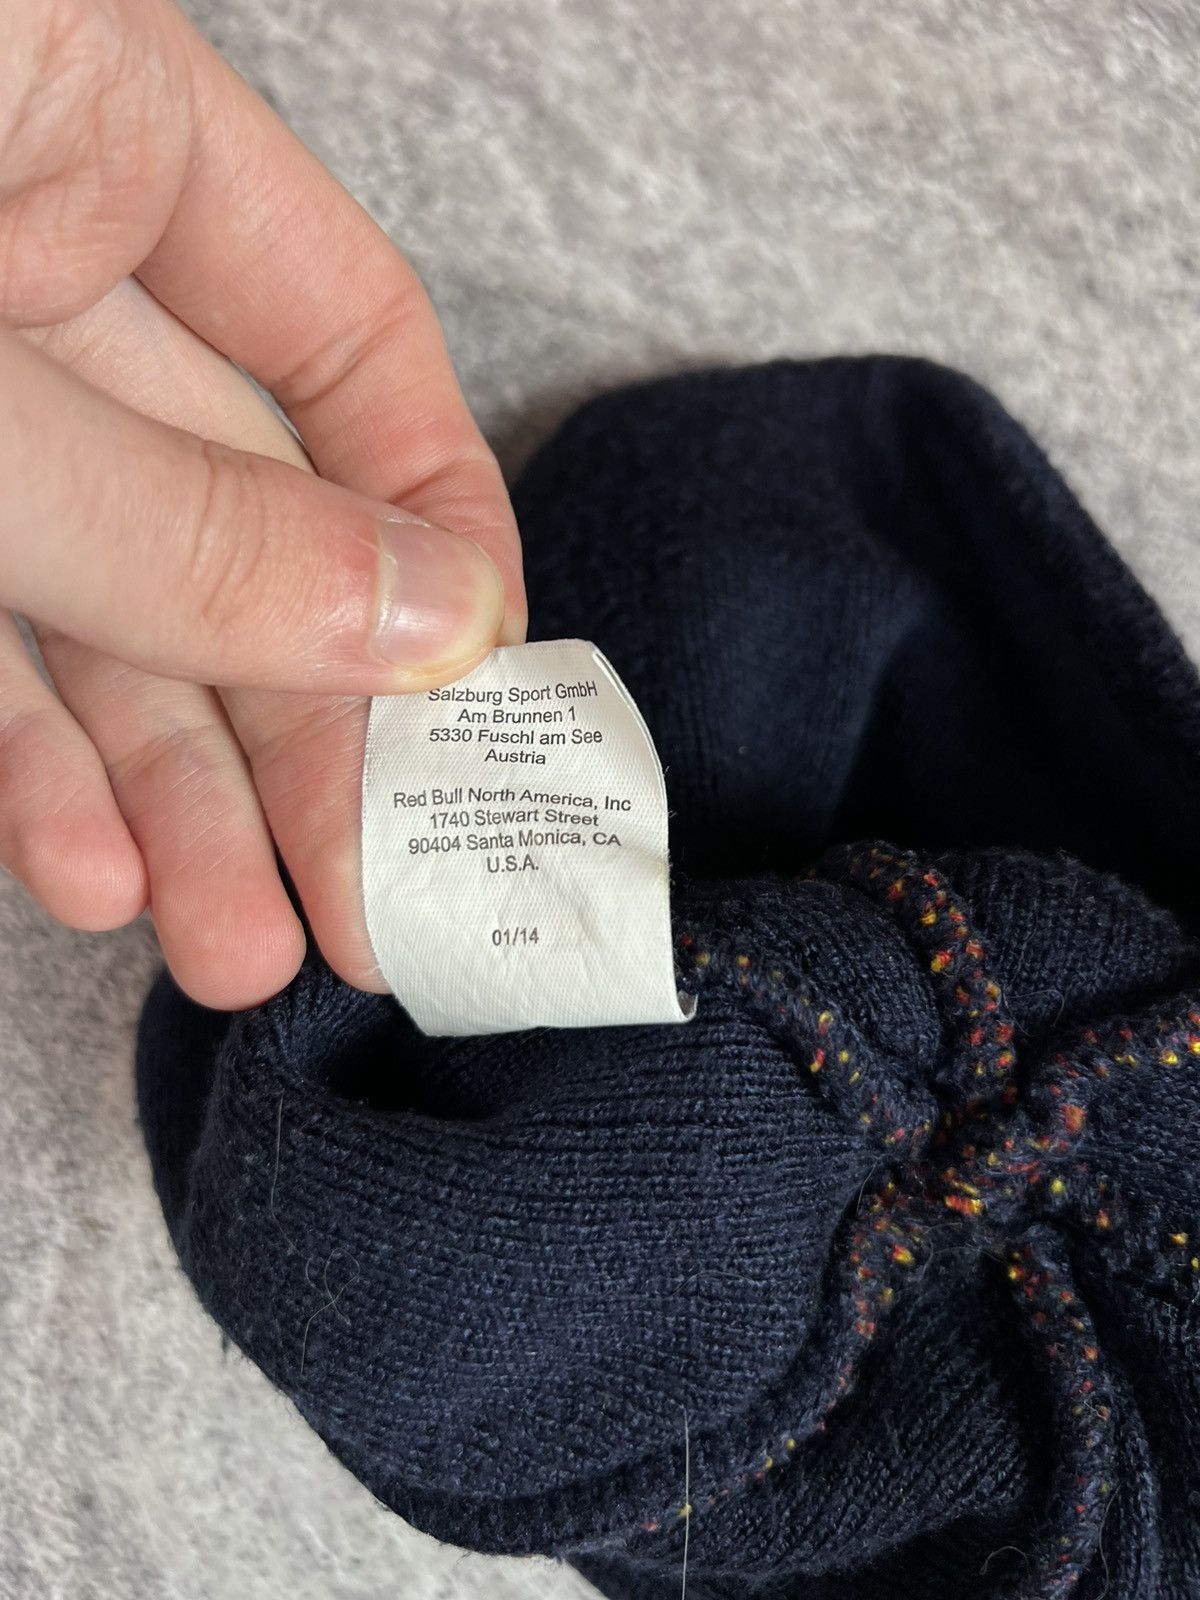 Salzburg Sport GmbH
Am Brunnen 1
5330 Fuschl am See
Austria
Red Bull North America, Inc
1740 Stewart Street
90404 Santa Monica, CA
U.S.A.
01/14